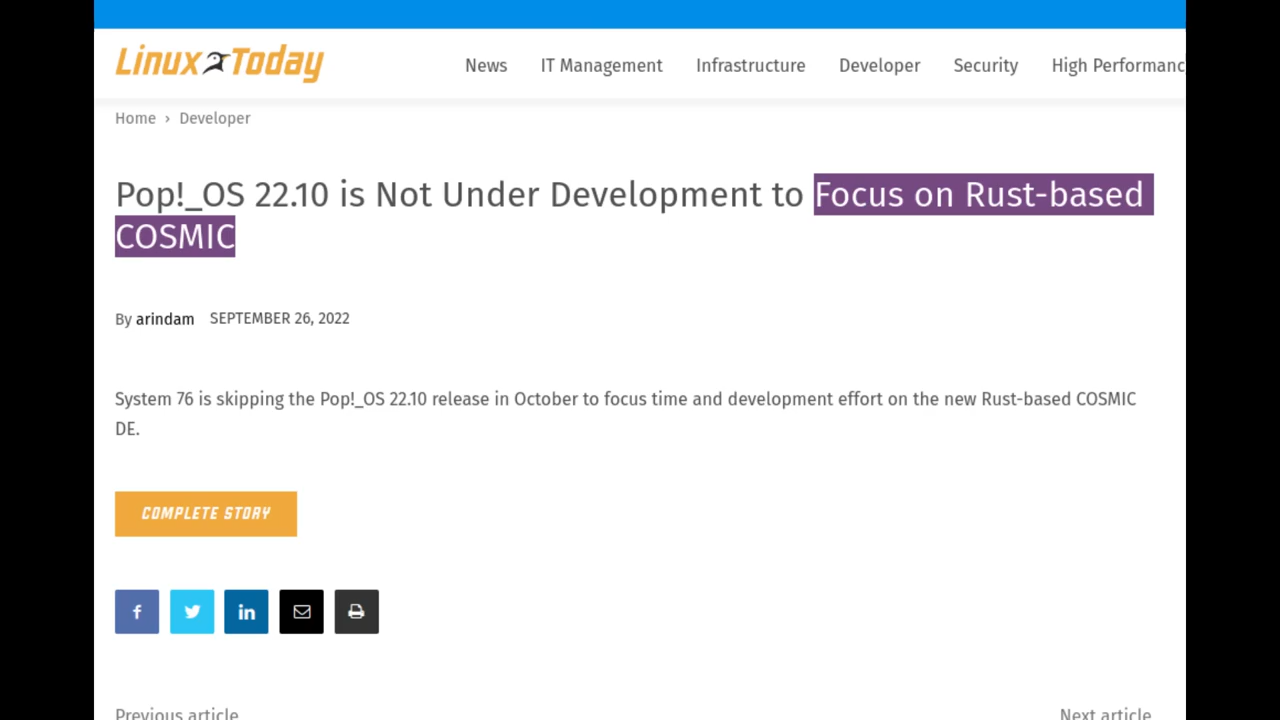 Linux Today
News IT Management Infrastructure Developer Security High Performanc
Home › Developer
Pop!_OS 22.10 is Not Under Development to Focus on Rust-based
COSMIC
By arindam SEPTEMBER 26, 2022
System 76 is skipping the Pop!_OS 22.10 release in October to focus time and development effort on the new Rust-based COSMIC
DE.
COMPLETE STORY
Previous article Next article